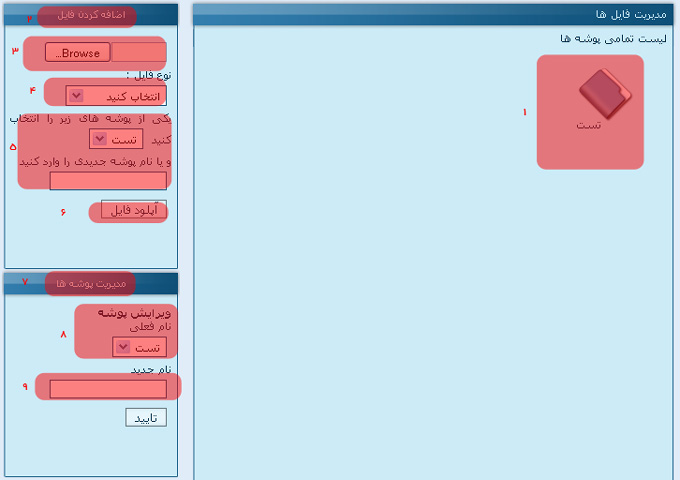 مدیریت فایل ها
لیست تمامی پوشه ها
۱
تست
۲
اضافه کردن فایل
۳
Browse...
نوع فایل :
۴
انتخاب کنید
یکی از پوشه های زیر را انتخاب
کنید تست
۵
و یا نام پوشه جدیدی را وارد کنید
۶
آپلود فایل
۷
مدیریت پوشه ها
ویرایش پوشه
نام فعلی
۸
تست
نام جدید
۹
تایید